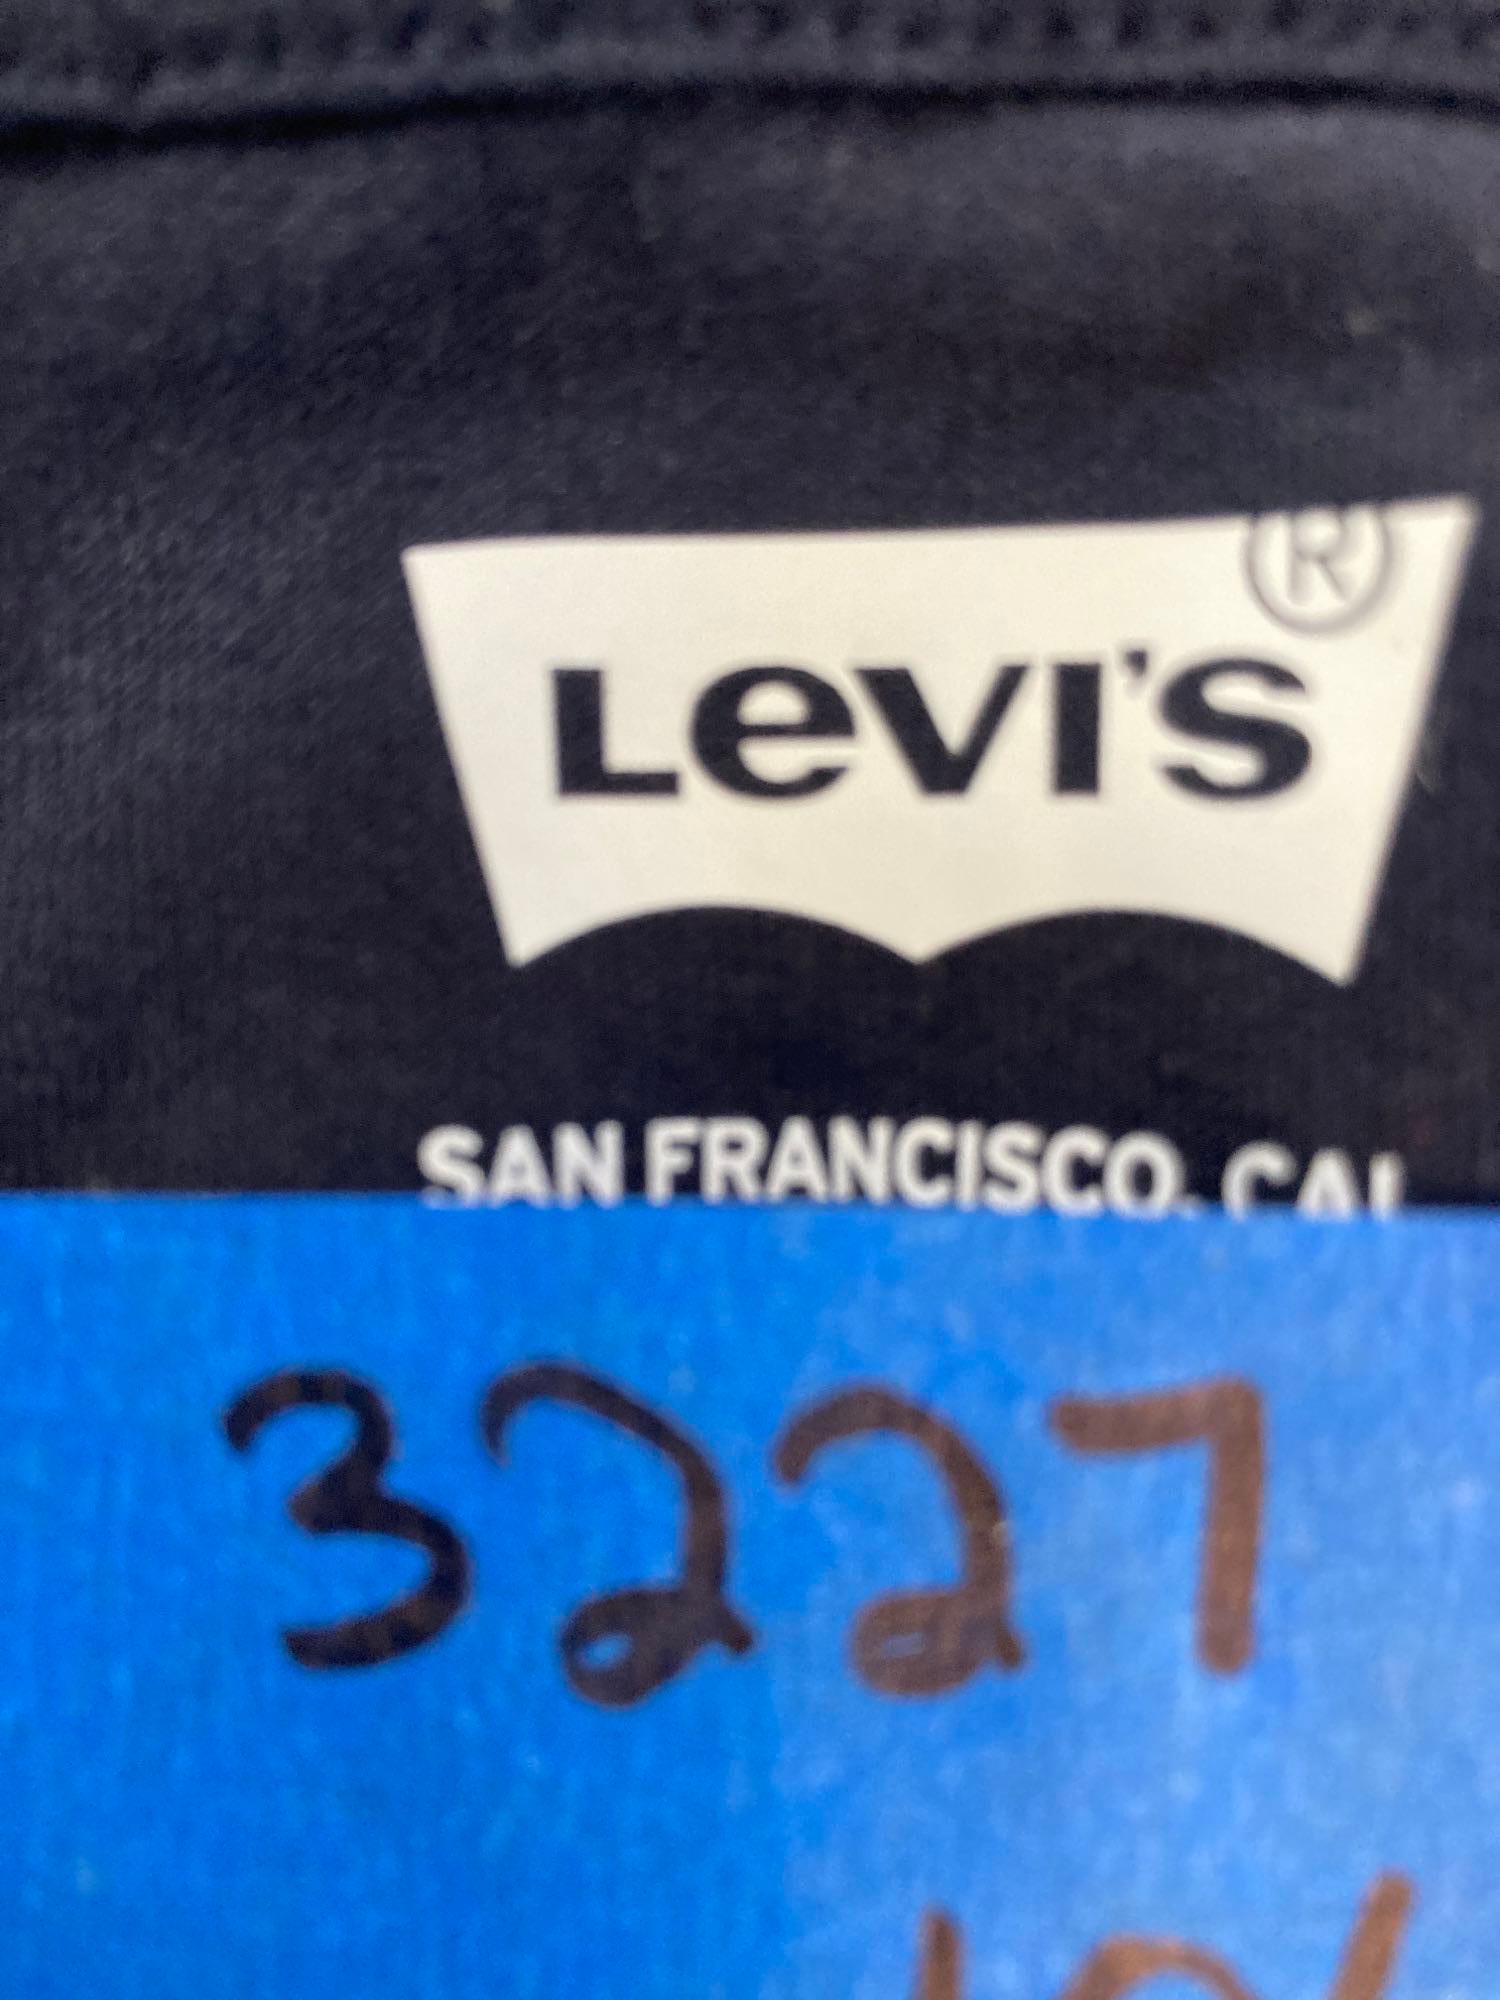 Levi's®
SAN FRANCISCO, CAL
3227